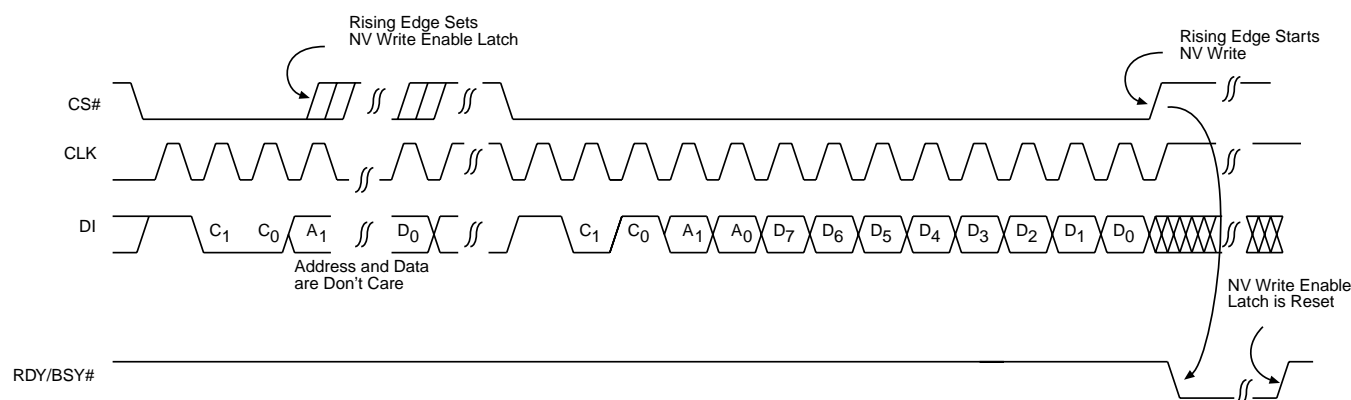 Rising Edge Sets
NV Write Enable Latch
Rising Edge Starts
NV Write
CS#
CLK
DI
C1 C0 A1 D0 C1 C0 A1 A0 D7 D6 D5 D4 D3 D2 D1 D0
Address and Data
are Don't Care
NV Write Enable
Latch is Reset
RDY/BSY#